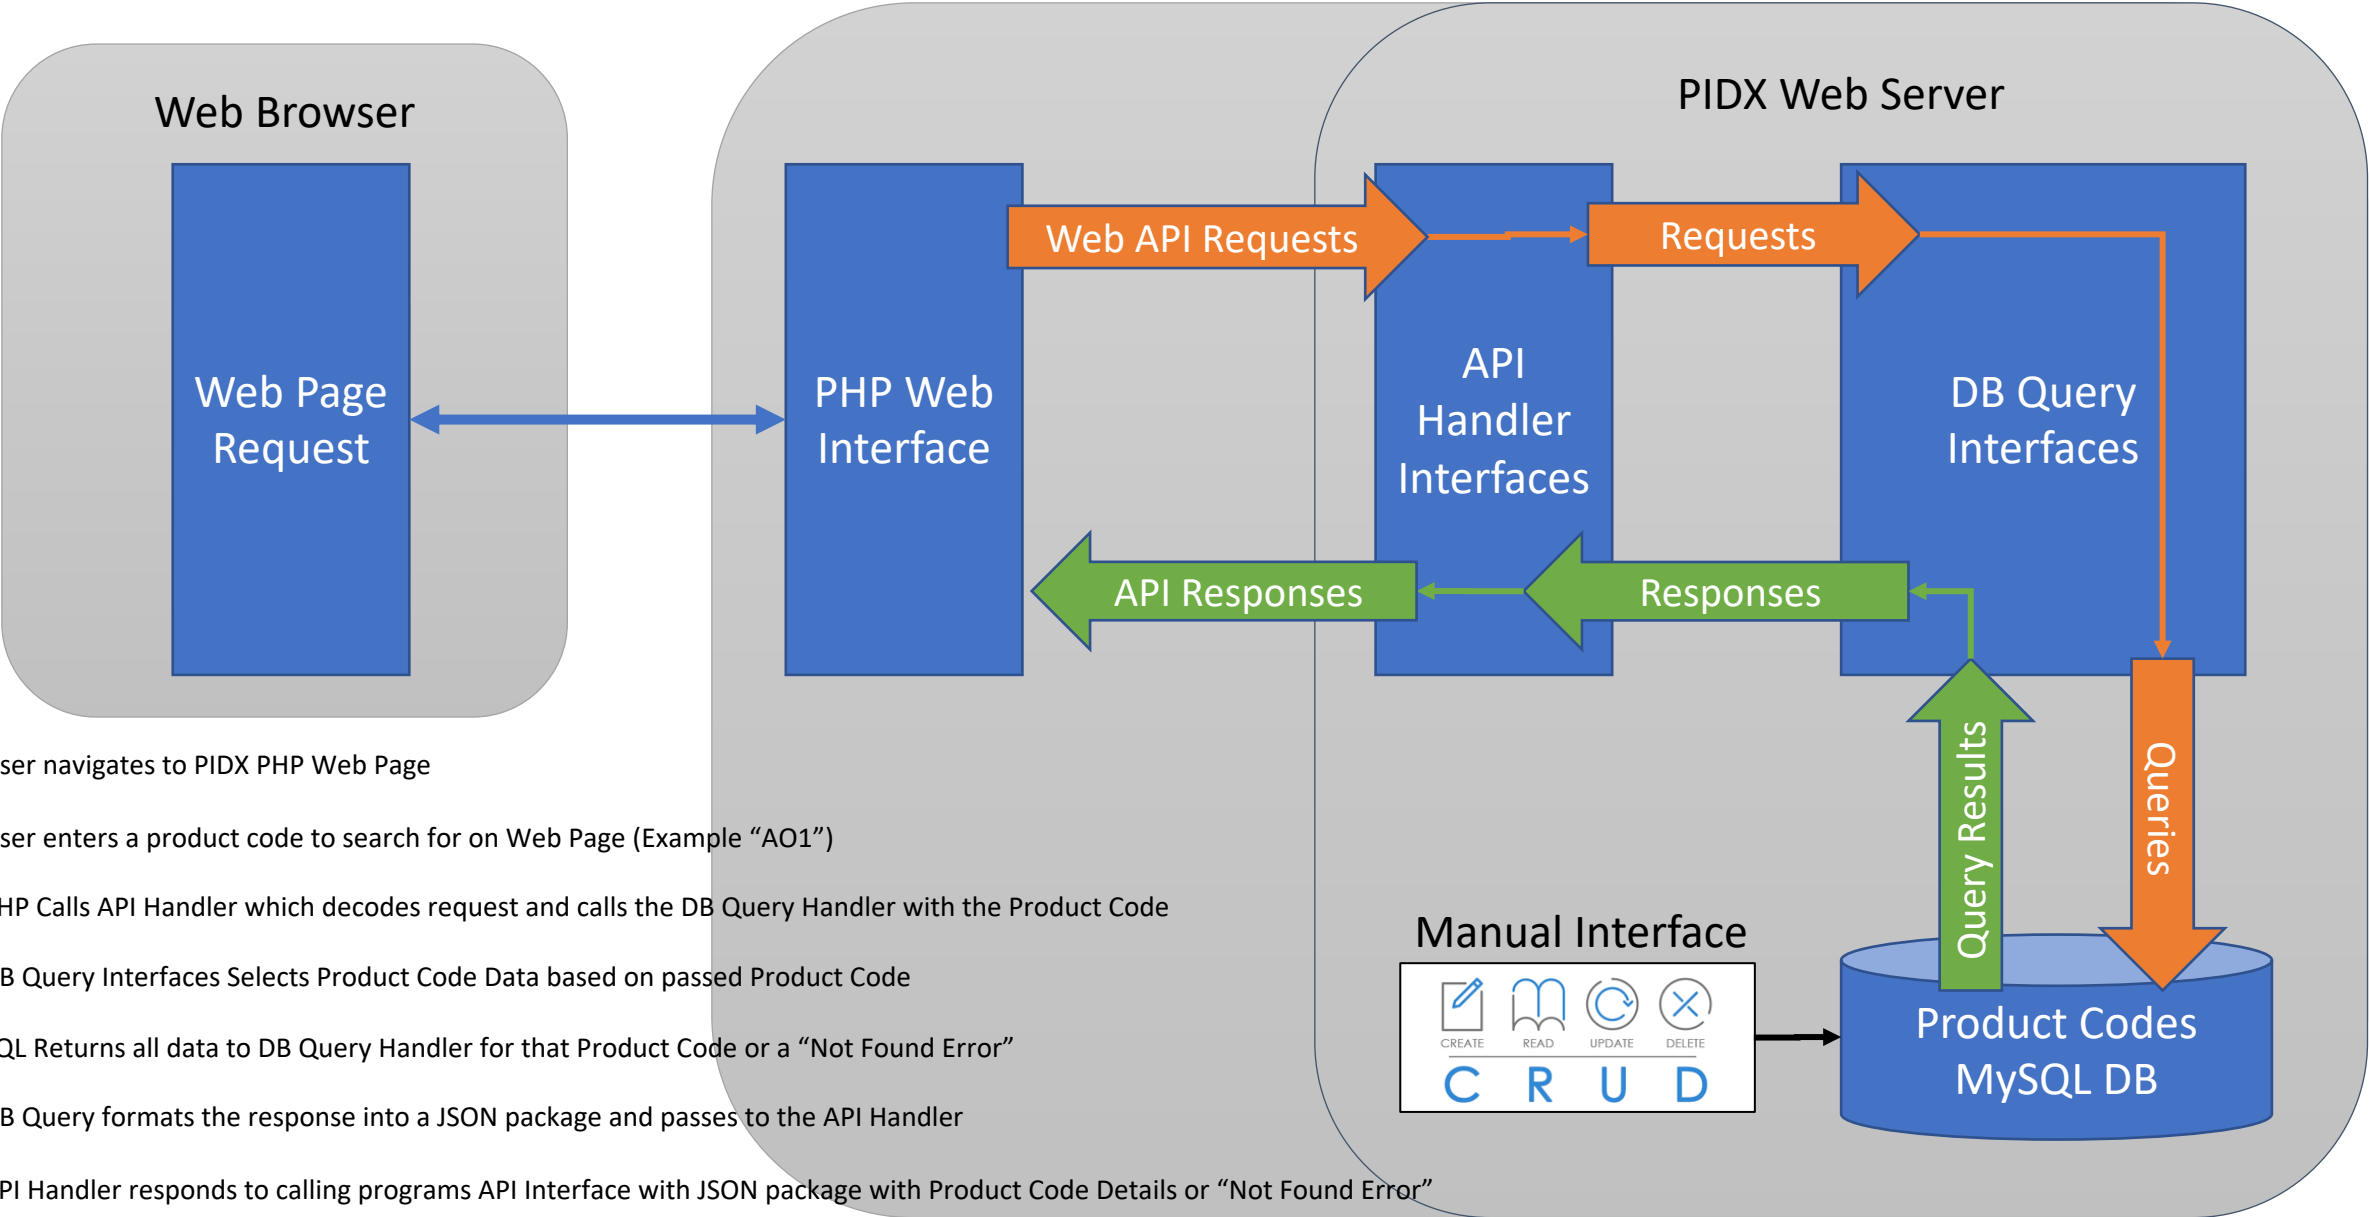 Web Browser
PIDX Web Server
Web Page
Request
PHP Web
Interface
Web API Requests
Requests
API
Handler
Interfaces
DB Query
Interfaces
API Responses
Responses
Query Results
Queries
ser navigates to PIDX PHP Web Page
ser enters a product code to search for on Web Page (Example “AO1”)
HP Calls API Handler which decodes request and calls the DB Query Handler with the Product Code
B Query Interfaces Selects Product Code Data based on passed Product Code
QL Returns all data to DB Query Handler for that Product Code or a “Not Found Error”
B Query formats the response into a JSON package and passes to the API Handler
PI Handler responds to calling programs API Interface with JSON package with Product Code Details or “Not Found Error”
Manual Interface
CREATE READ UPDATE DELETE
C R U D
Product Codes
MySQL DB